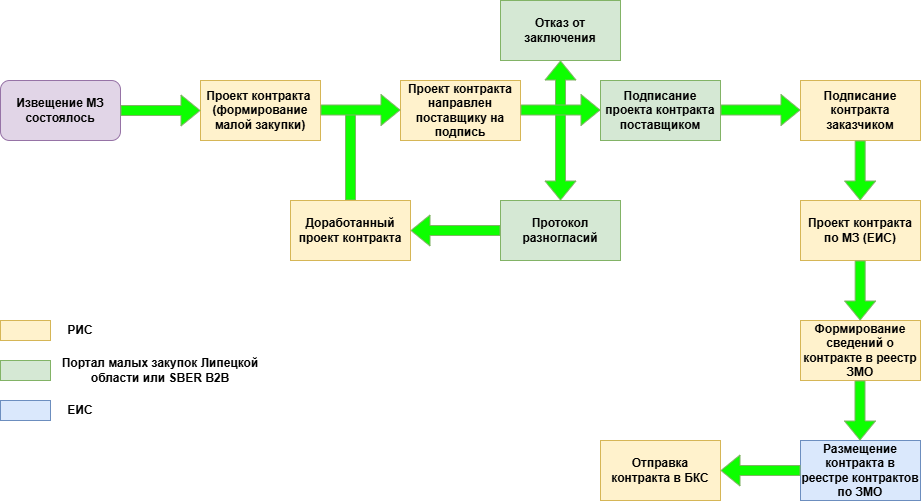 Отказ от
заключения
Извещение МЗ
состоялось
Проект контракта
(формирование
малой закупки)
Проект контракта
направлен
поставщику на
подпись
Подписание
проекта контракта
поставщиком
Подписание
контракта
заказчиком
Доработанный
проект контракта
Протокол
разногласий
Проект контракта
по МЗ (ЕИС)
РИС
Портал малых закупок Липецкой
области или SBER B2B
ЕИС
Формирование
сведений о
контракте в реестр
ЗМО
Отправка
контракта в БКС
Размещение
контракта в
реестре контрактов
по ЗМО